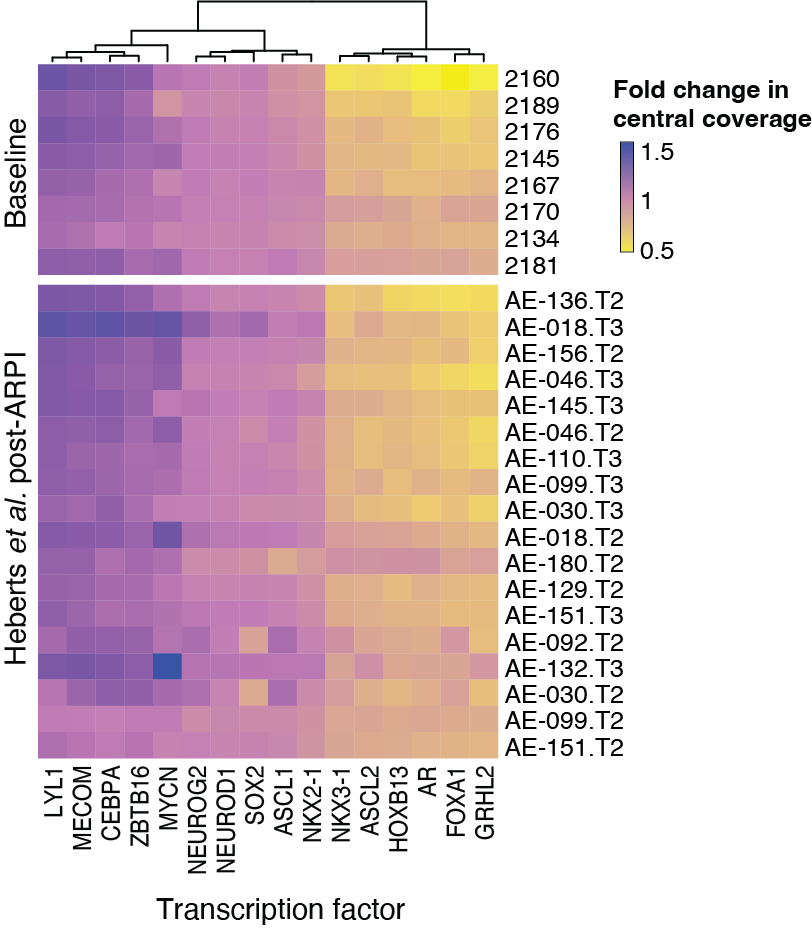 Fold change in
central coverage
1.5
1
0.5
Baseline
2160
2189
2176
2145
2167
2170
2134
2181
Heberts et al. post-ARPI
AE-136.T2
AE-018.T3
AE-156.T2
AE-046.T3
AE-145.T3
AE-046.T2
AE-110.T3
AE-099.T3
AE-030.T3
AE-018.T2
AE-180.T2
AE-129.T2
AE-151.T3
AE-092.T2
AE-132.T3
AE-030.T2
AE-099.T2
AE-151.T2
LYL1
MECOM
CEBPA
ZBTB16
MYCN
NEUROG2
NEUROD1
SOX2
ASCL1
NKX2-1
NKX3-1
ASCL2
HOXB13
AR
FOXA1
GRHL2
Transcription factor